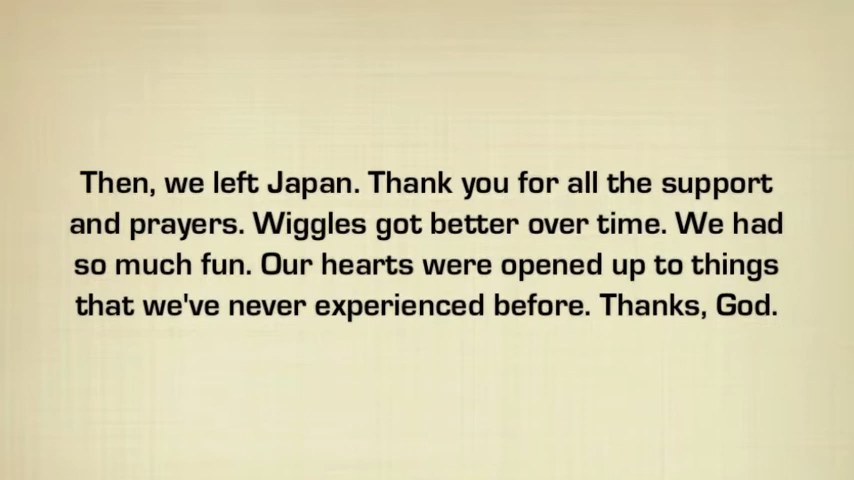 Then, we left Japan. Thank you for all the support
and prayers. Wiggles got better over time. We had
so much fun. Our hearts were opened up to things
that we've never experienced before. Thanks, God.